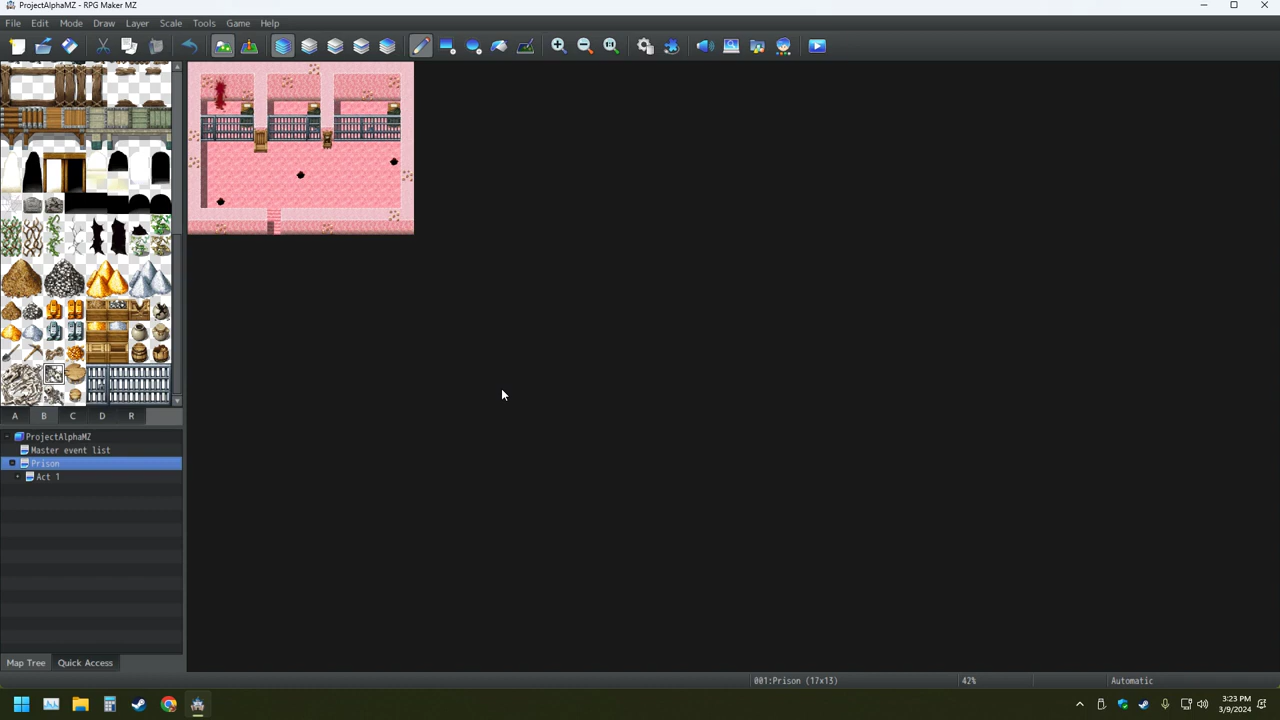 ProjectAlphaMZ - RPG Maker MZ
File Edit Mode Draw Layer Scale Tools Game Help
A B C D R
ProjectAlphaMZ
Master event list
Prison
Act 1
Map Tree Quick Access
001:Prison (17x13) 42% Automatic
3:23 PM
3/9/2024